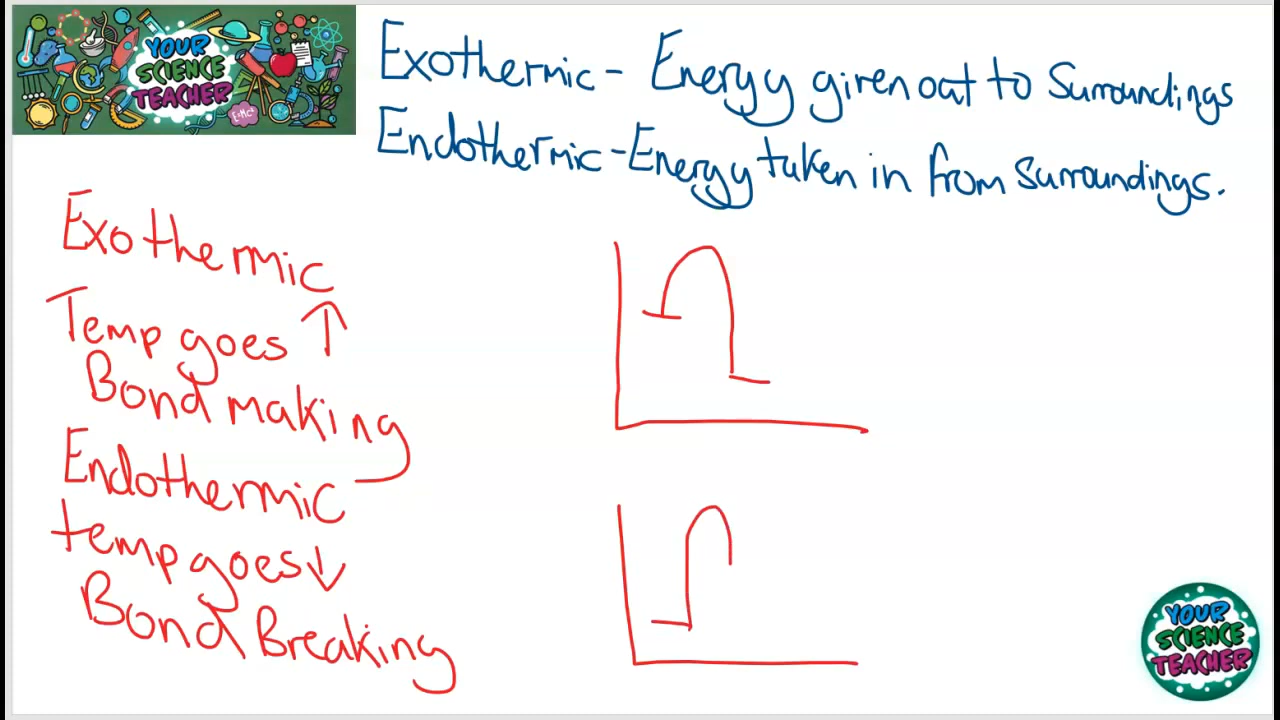 YOUR
SCIENCE
TEACHER
E=MC²
Exothermic - Energy given out to Surroundings
Endothermic - Energy taken in from Surroundings.
Exothermic
Temp goes ↑
Bond making
Endothermic
temp goes ↓
Bond Breaking
YOUR
SCIENCE
TEACHER